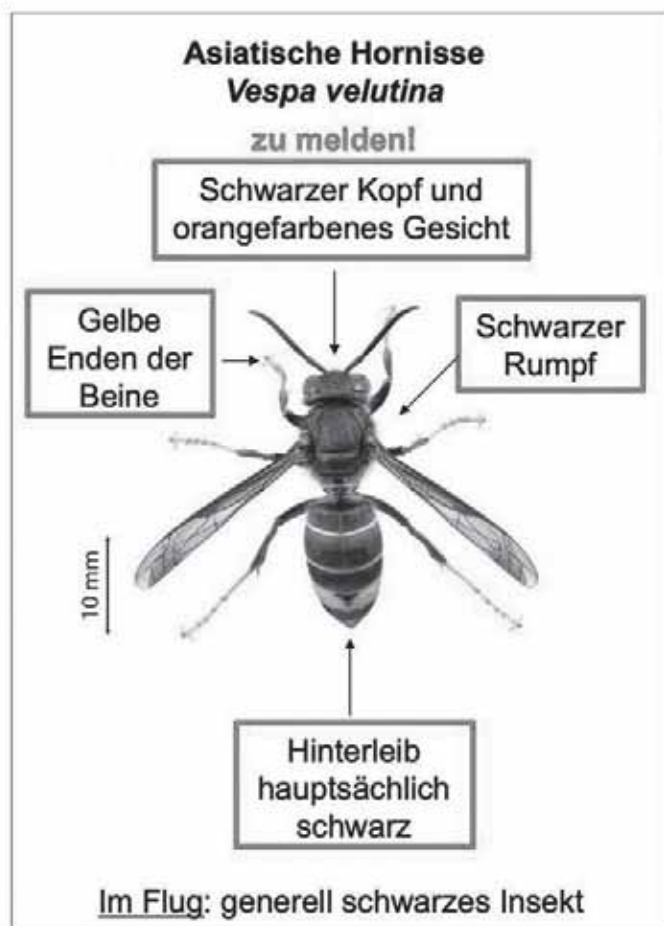 Asiatische Hornisse
Vespa velutina
zu melden!
Schwarzer Kopf und
orangefarbenes Gesicht
Gelbe
Enden der
Beine
Schwarzer
Rumpf
10 mm
Hinterleib
hauptsächlich
schwarz
Im Flug: generell schwarzes Insekt